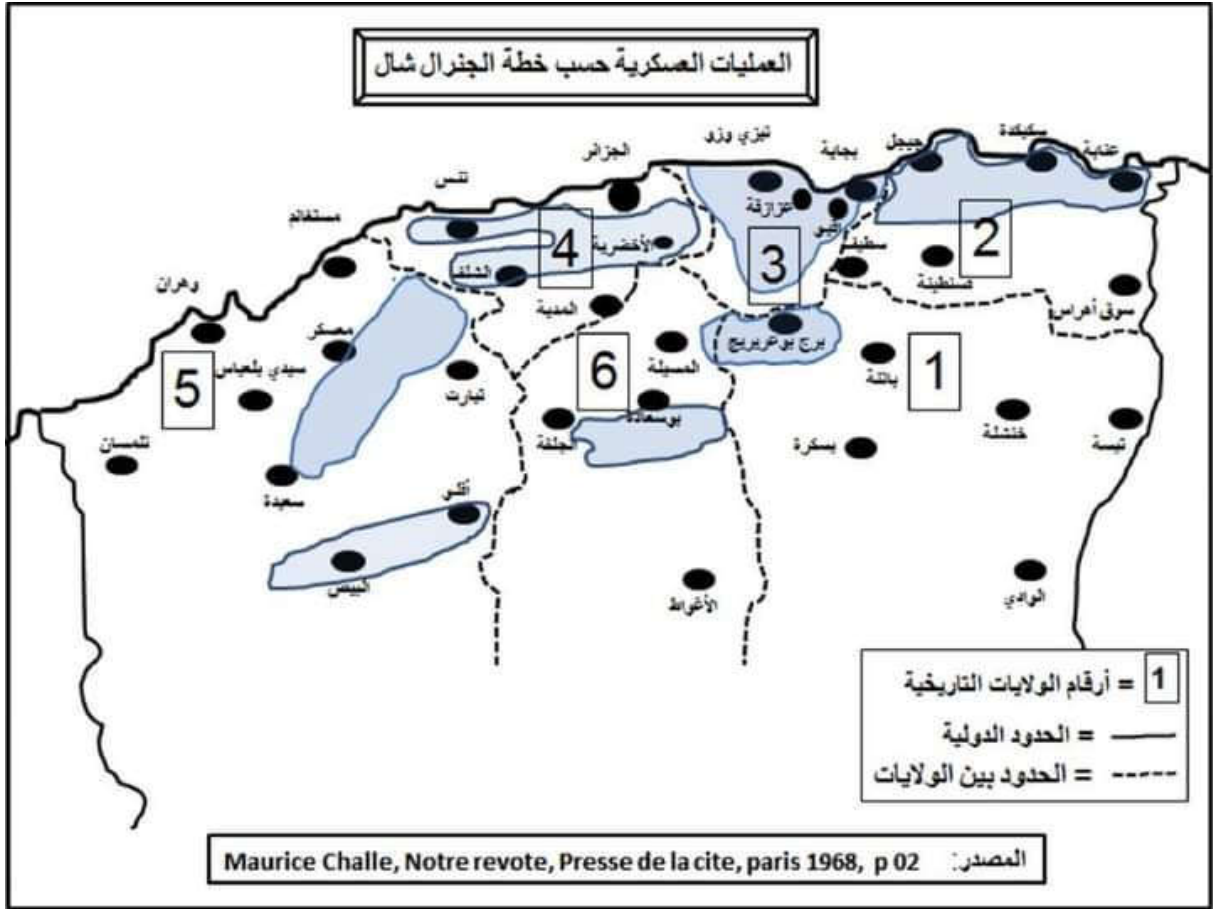 العمليات العسكرية حسب خطة الجنرال شال
سكيكدة
عنابة
جيجل
بجاية
تيزي وزو
الجزائر
تنس
مستغانم
وهران
عزازقة
سطيف
قسنطينة
سوق أهراس
2
3
4
الأخضرية
الشلف
المدية
برج بوعريريج
المسيلة
باتنة
1
6
5
معسكر
سيدي بلعباس
تيارت
بوسعادة
الجلفة
بسكرة
خنشلة
تبسة
تلمسان
سعيدة
أفلو
البيض
الأغواط
الوادي
1 = أرقام الولايات التاريخية
= الحدود الدولية
= الحدود بين الولايات
المصدر: Maurice Challe, Notre revote, Presse de la cite, paris 1968, p 02